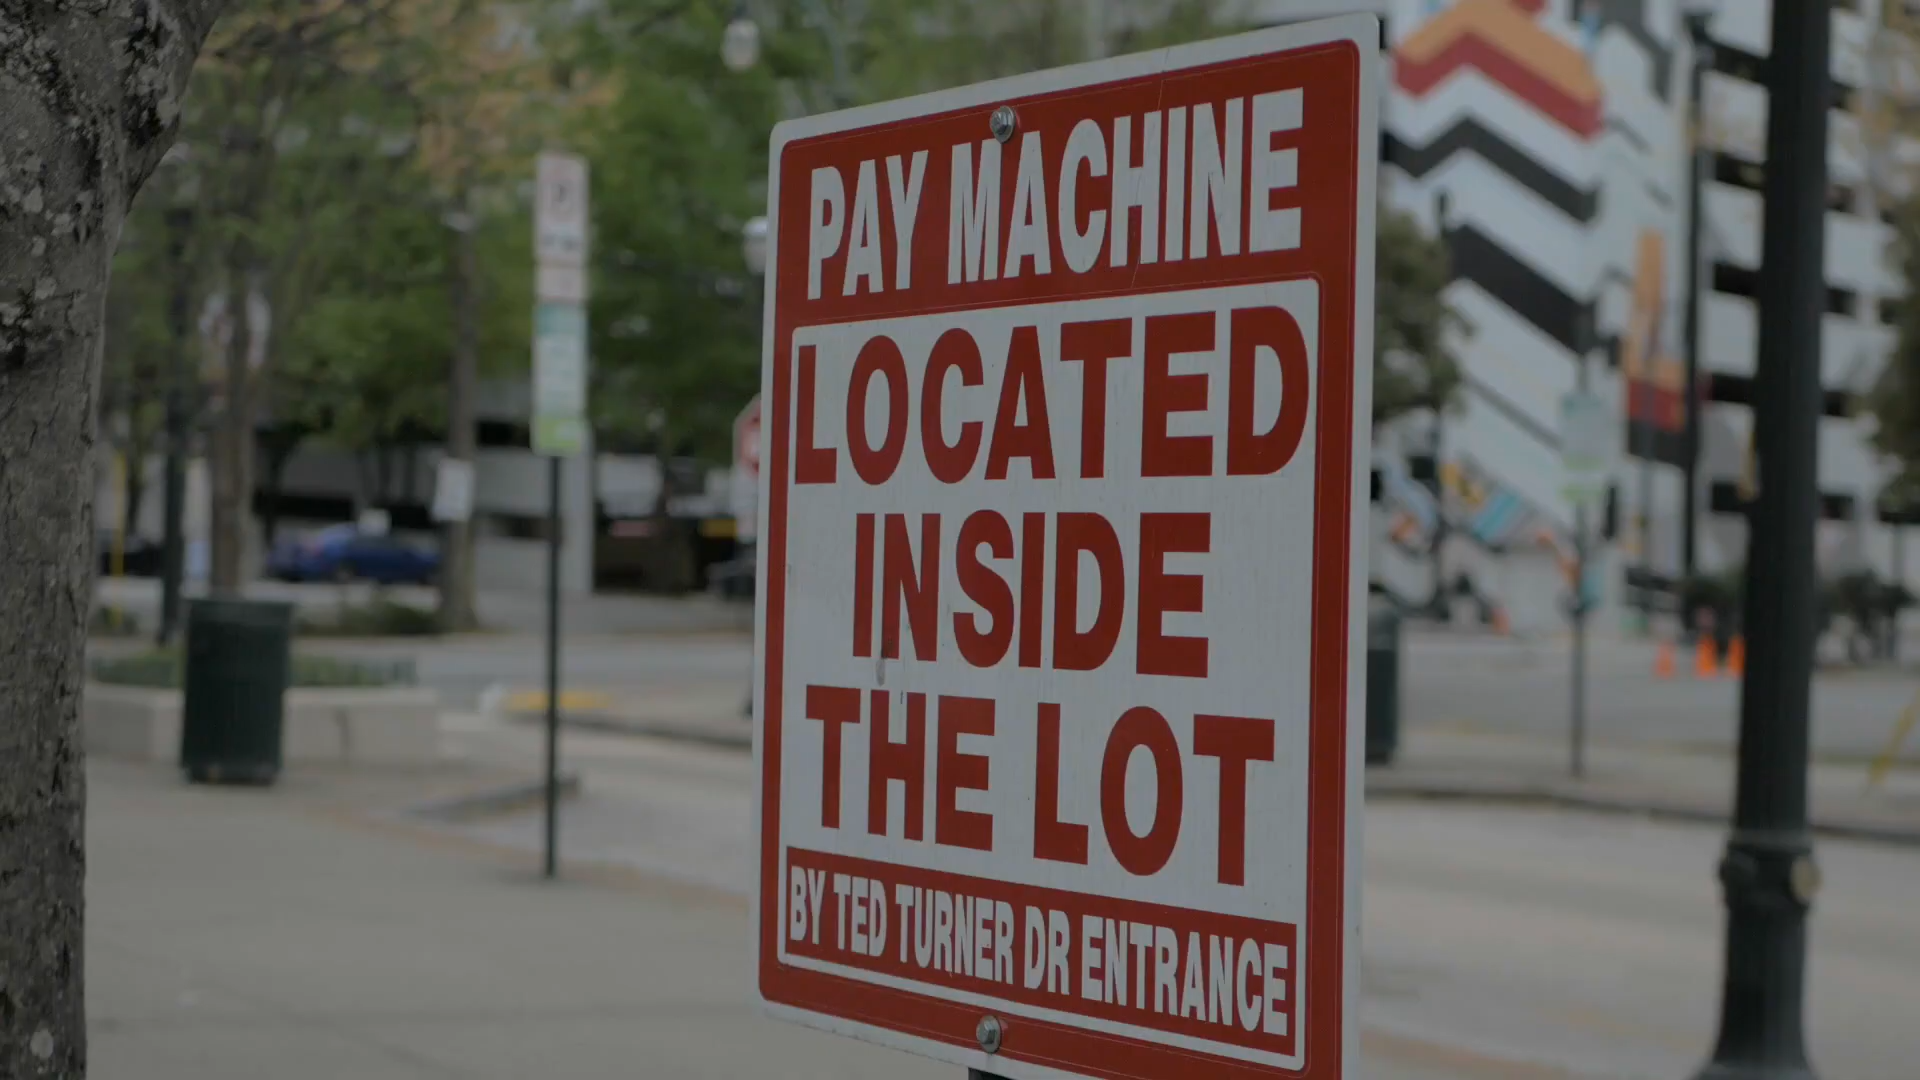 PAY MACHINE
LOCATED
INSIDE
THE LOT
BY TED TURNER DR ENTRANCE